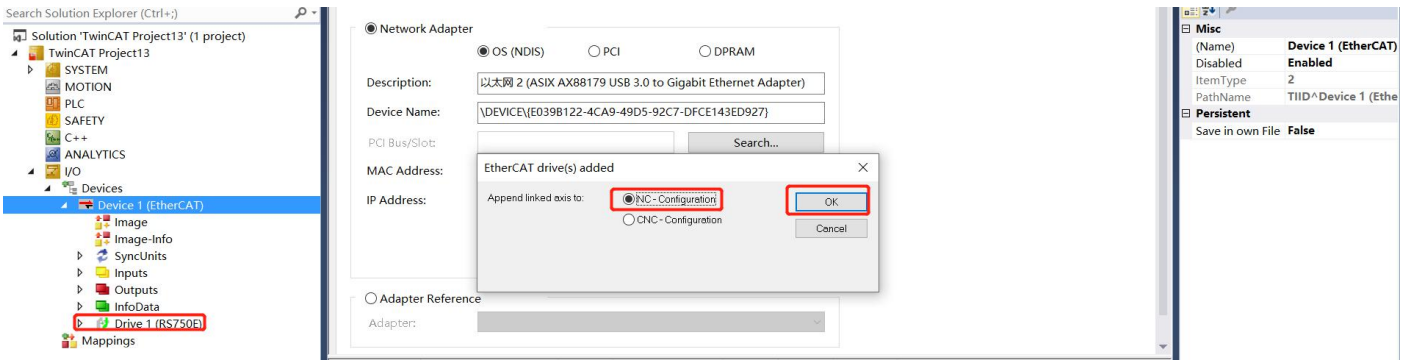 Search Solution Explorer (Ctrl+;)
Solution 'TwinCAT Project13' (1 project)
TwinCAT Project13
SYSTEM
MOTION
PLC
SAFETY
C++
ANALYTICS
I/O
Devices
Device 1 (EtherCAT)
Image
Image-Info
SyncUnits
Inputs
Outputs
InfoData
Drive 1 (RS750E)
Mappings
Network Adapter
OS (NDIS) PCI DPRAM
Description: 以太网 2 (ASIX AX88179 USB 3.0 to Gigabit Ethernet Adapter)
Device Name: \DEVICE\{E039B122-4CA9-49D5-92C7-DFCE143ED927}
PCI Bus/Slot: Search...
MAC Address:
IP Address:
EtherCAT drive(s) added
Append linked axis to: NC - Configuration OK
CNC - Configuration Cancel
Adapter Reference
Adapter:
Misc
(Name) Device 1 (EtherCAT)
Disabled Enabled
ItemType 2
PathName TIID^Device 1 (Ethe
Persistent
Save in own File False